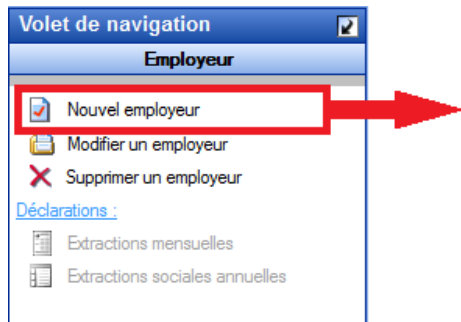 Volet de navigation
Employeur
Nouvel employeur
Modifier un employeur
Supprimer un employeur
Déclarations :
Extractions mensuelles
Extractions sociales annuelles